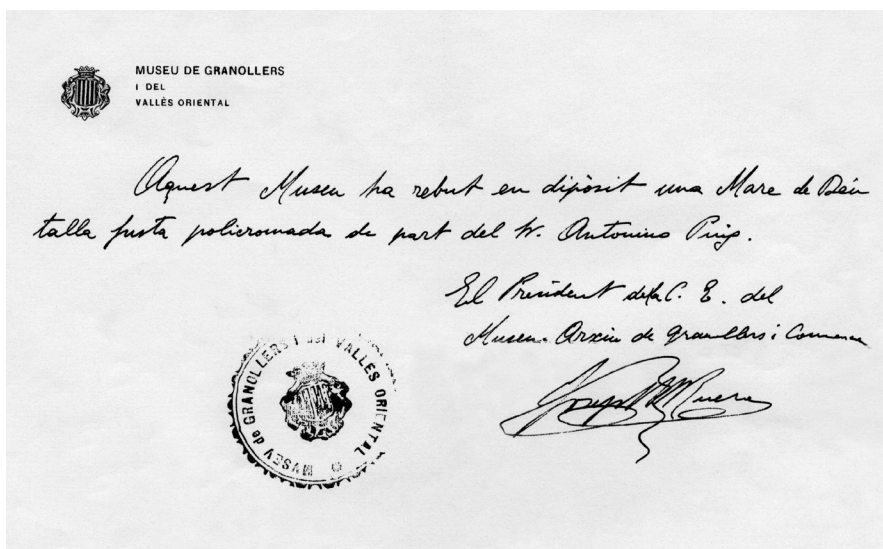 MUSEU DE GRANOLLERS
I DEL
VALLÈS ORIENTAL
Aquest Museu ha rebut en dipòsit una Mare de Déu
talla fusta policromada de part del Sr. Antonino Puig.
El President de la C. E. del
Museu-Arxiu de Granollers i Comarca
MUSEV de GRANOLLERS i del VALLES ORIENTAL